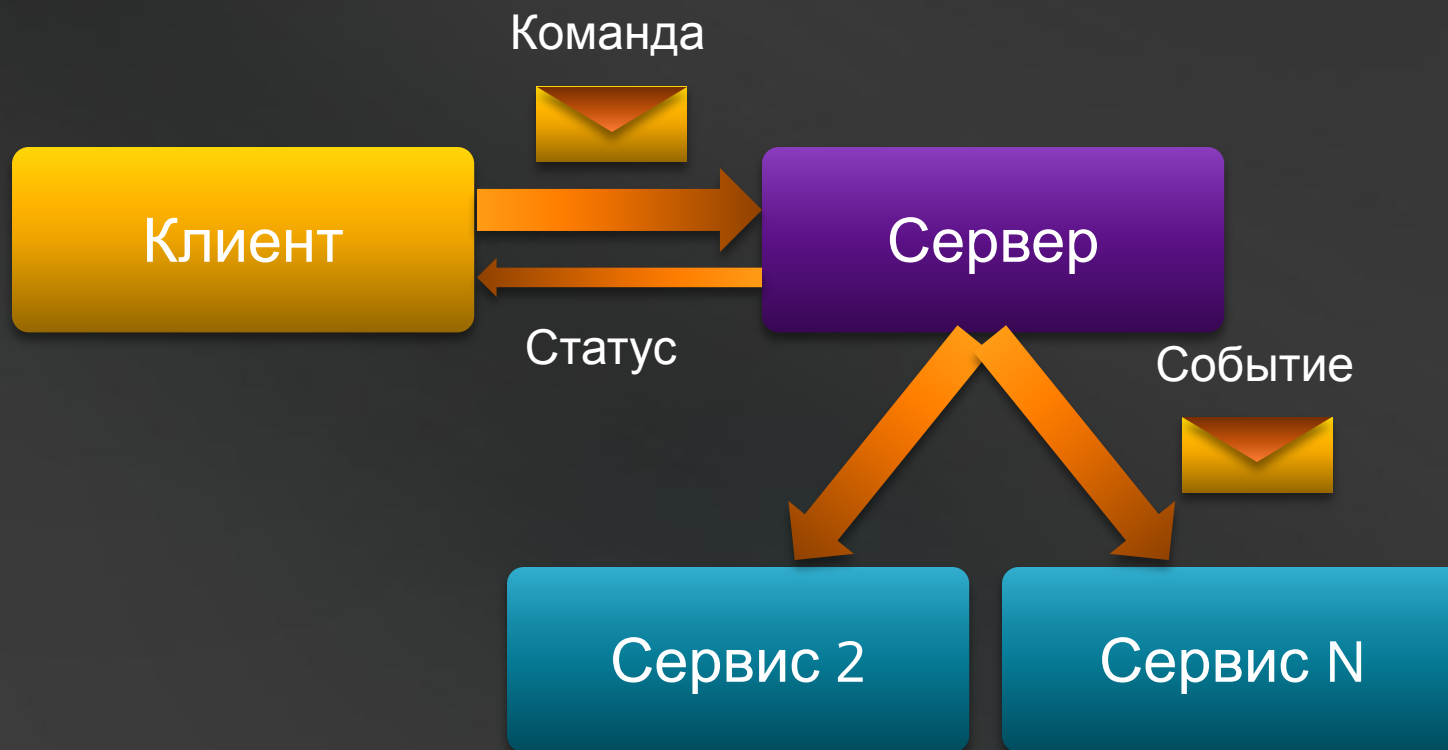 Команда
Клиент
Сервер
Статус
Событие
Сервис 2
Сервис N